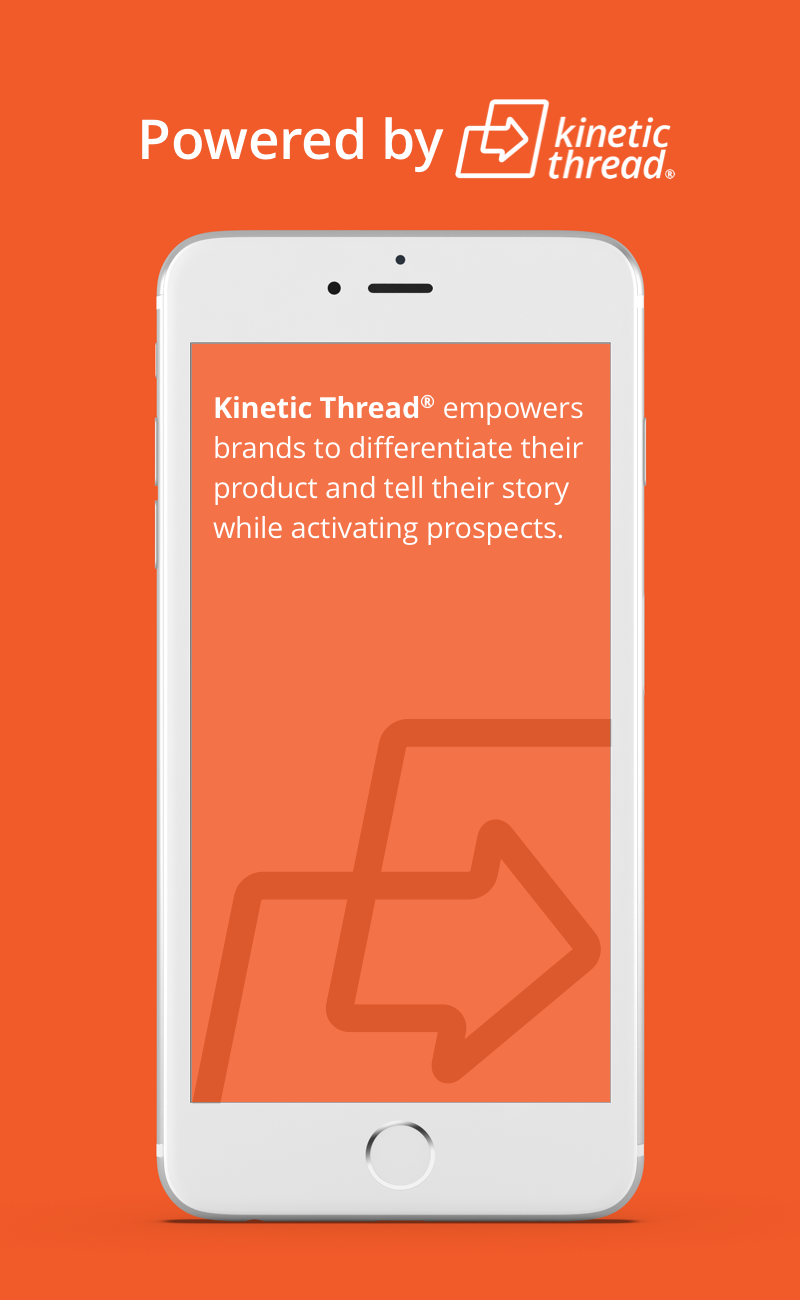 Powered by kinetic
thread®
Kinetic Thread® empowers
brands to differentiate their
product and tell their story
while activating prospects.